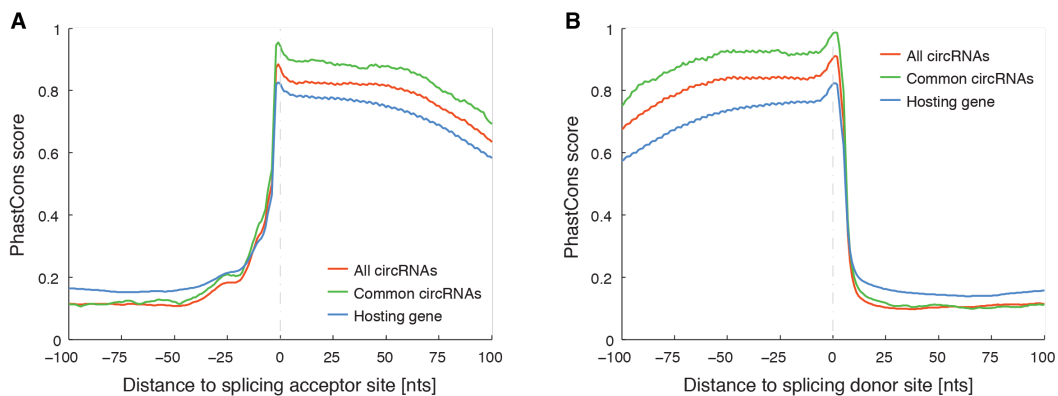 A
PhastCons score
1
0.8
0.6
0.4
0.2
0
−100
−75
−50
−25
0
25
50
75
100
All circRNAs
Common circRNAs
Hosting gene
Distance to splicing acceptor site [nts]
B
PhastCons score
1
0.8
0.6
0.4
0.2
0
−100
−75
−50
−25
0
25
50
75
100
All circRNAs
Common circRNAs
Hosting gene
Distance to splicing donor site [nts]